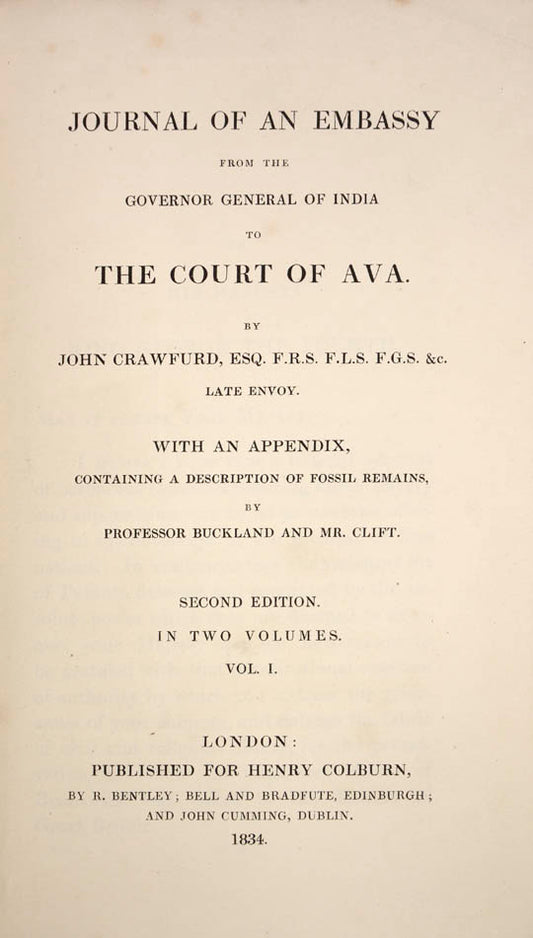 JOURNAL OF AN EMBASSY
FROM THE
GOVERNOR GENERAL OF INDIA
TO
THE COURT OF AVA.
BY
JOHN CRAWFURD, ESQ. F.R.S. F.L.S. F.G.S. &c.
LATE ENVOY.
WITH AN APPENDIX,
CONTAINING A DESCRIPTION OF FOSSIL REMAINS,
BY
PROFESSOR BUCKLAND AND MR. CLIFT.
SECOND EDITION.
IN TWO VOLUMES.
VOL. I.
LONDON:
PUBLISHED FOR HENRY COLBURN,
BY R. BENTLEY; BELL AND BRADFUTE, EDINBURGH;
AND JOHN CUMMING, DUBLIN.
1834.